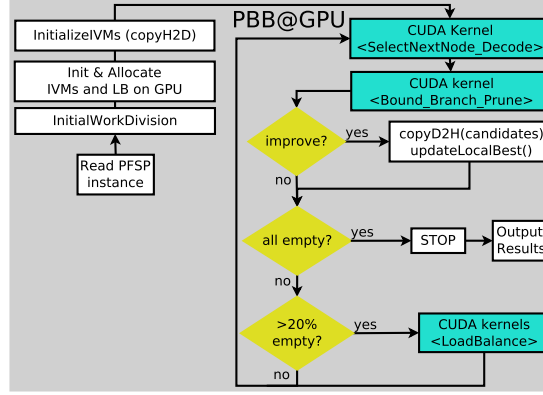 PBB@GPU
InitializeIVMs (copyH2D)
Init & Allocate
IVMs and LB on GPU
InitialWorkDivision
Read PFSP
instance
CUDA Kernel
<SelectNextNode_Decode>
CUDA kernel
<Bound_Branch_Prune>
improve?
yes
copyD2H(candidates)
updateLocalBest()
no
all empty?
yes
STOP
Output
Results
no
>20%
empty?
yes
CUDA kernels
<LoadBalance>
no